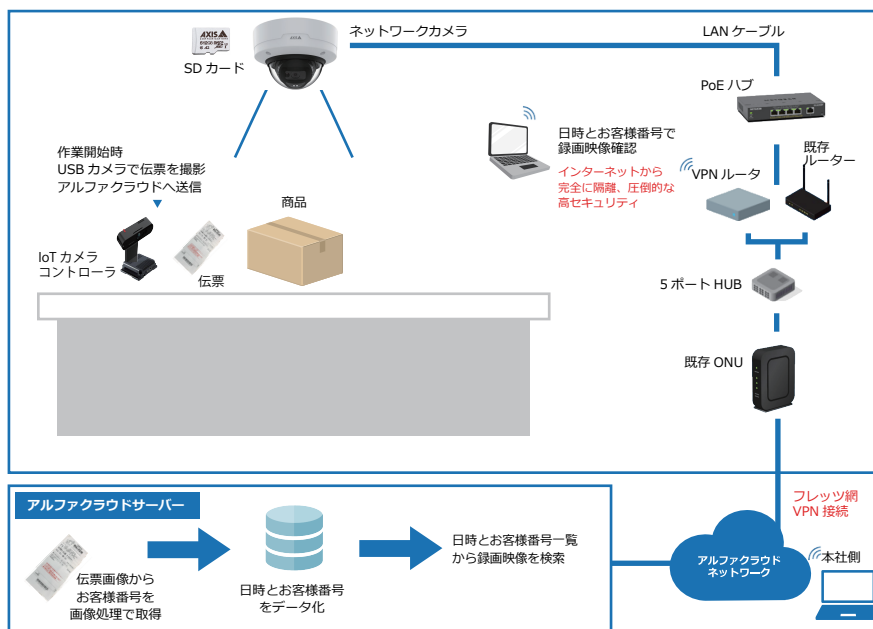 AXIS
SD カード
ネットワークカメラ
LAN ケーブル
PoE ハブ
作業開始時
USB カメラで伝票を撮影
アルファクラウドへ送信
日時とお客様番号で
録画映像確認
インターネットから
完全に隔離、圧倒的な
高セキュリティ
VPN ルータ
既存
ルーター
商品
IoT カメラ
コントローラ
伝票
5 ポート HUB
既存 ONU
フレッツ網
VPN 接続
アルファクラウドサーバー
伝票画像から
お客様番号を
画像処理で取得
日時とお客様番号
をデータ化
日時とお客様番号一覧
から録画映像を検索
アルファクラウド
ネットワーク
本社側